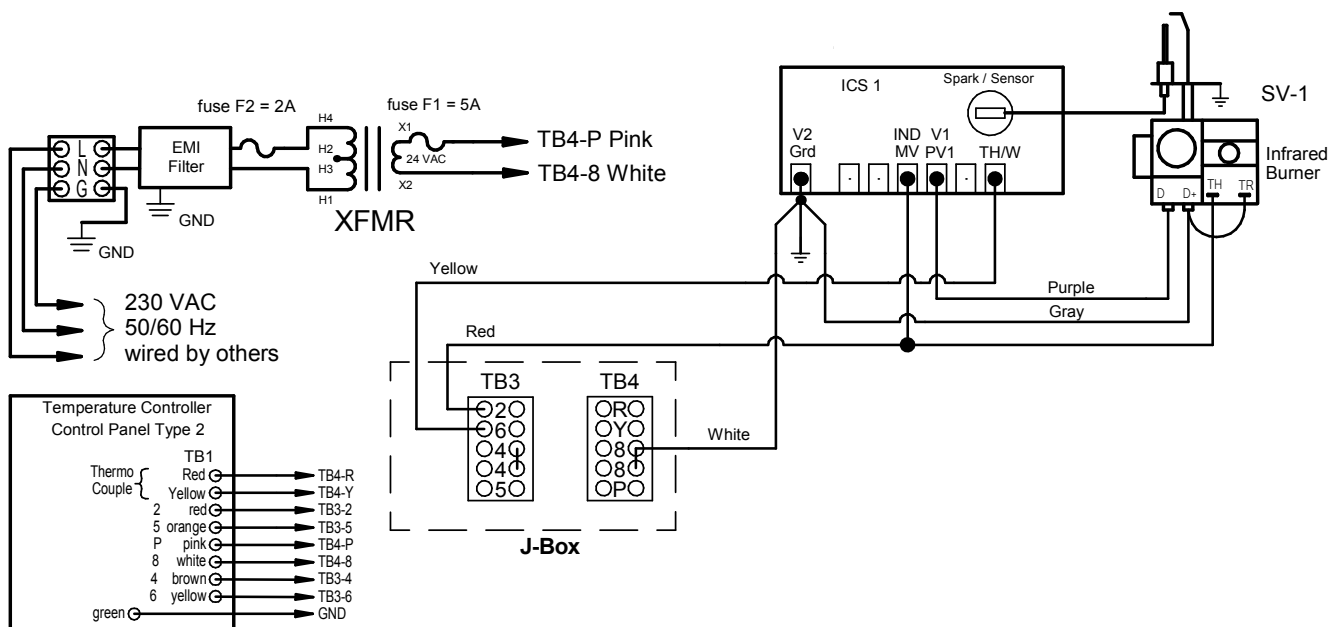 fuse F2 = 2A
fuse F1 = 5A
L
N
G
EMI
Filter
GND
GND
H4
H2
H3
H1
X1
24 VAC
X2
XFMR
TB4-P Pink
TB4-8 White
230 VAC
50/60 Hz
wired by others
ICS 1
Spark / Sensor
V2
Grd
IND
MV
V1
PV1
TH/W
SV-1
Infrared
Burner
D
D+
TH
TR
Yellow
Purple
Gray
Red
White
TB3
2
6
4
4
5
TB4
R
Y
8
8
P
J-Box
Temperature Controller
Control Panel Type 2
TB1
Thermo
Couple
Red TB4-R
Yellow TB4-Y
2 red TB3-2
5 orange TB3-5
P pink TB4-P
8 white TB4-8
4 brown TB3-4
6 yellow TB3-6
green GND